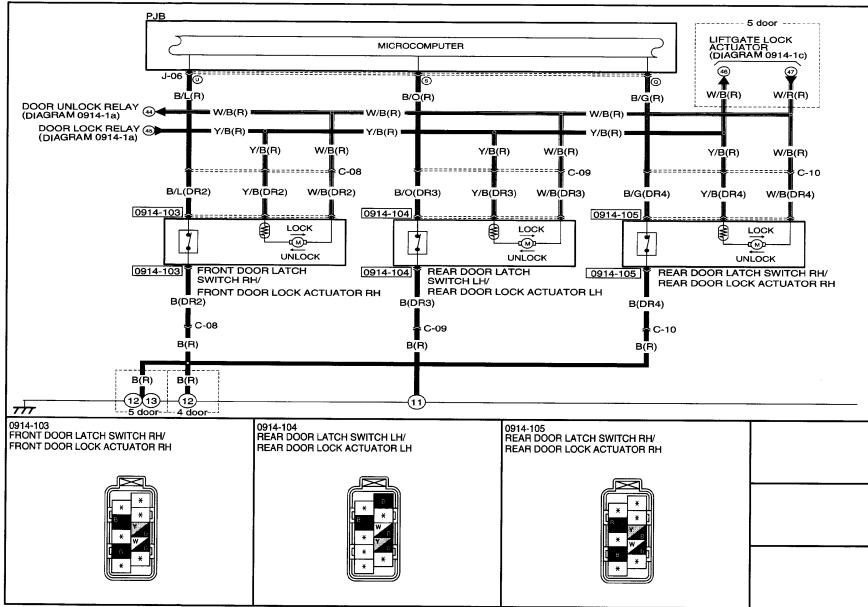 PJB
MICROCOMPUTER
5 door
LIFTGATE LOCK
ACTUATOR
(DIAGRAM 0914-1c)
J-06
46
47
B/L(R)
B/O(R)
B/G(R)
W/B(R)
W/R(R)
DOOR UNLOCK RELAY
(DIAGRAM 0914-1a)
44
W/B(R)
W/B(R)
W/B(R)
DOOR LOCK RELAY
(DIAGRAM 0914-1a)
45
Y/B(R)
Y/B(R)
Y/B(R)
Y/B(R)
W/B(R)
Y/B(R)
W/B(R)
Y/B(R)
W/B(R)
C-08
C-09
C-10
B/L(DR2)
Y/B(DR2)
W/B(DR2)
B/O(DR3)
Y/B(DR3)
W/B(DR3)
B/G(DR4)
Y/B(DR4)
W/B(DR4)
0914-103
0914-104
0914-105
LOCK
M
UNLOCK
LOCK
M
UNLOCK
LOCK
M
UNLOCK
0914-103
FRONT DOOR LATCH
SWITCH RH/
FRONT DOOR LOCK ACTUATOR RH
0914-104
REAR DOOR LATCH
SWITCH LH/
REAR DOOR LOCK ACTUATOR LH
0914-105
REAR DOOR LATCH SWITCH RH/
REAR DOOR LOCK ACTUATOR RH
B(DR2)
B(DR3)
B(DR4)
C-08
C-09
C-10
B(R)
B(R)
B(R)
B(R)
B(R)
12
13
12
11
5 door
4 door
0914-103
FRONT DOOR LATCH SWITCH RH/
FRONT DOOR LOCK ACTUATOR RH
0914-104
REAR DOOR LATCH SWITCH LH/
REAR DOOR LOCK ACTUATOR LH
0914-105
REAR DOOR LATCH SWITCH RH/
REAR DOOR LOCK ACTUATOR RH